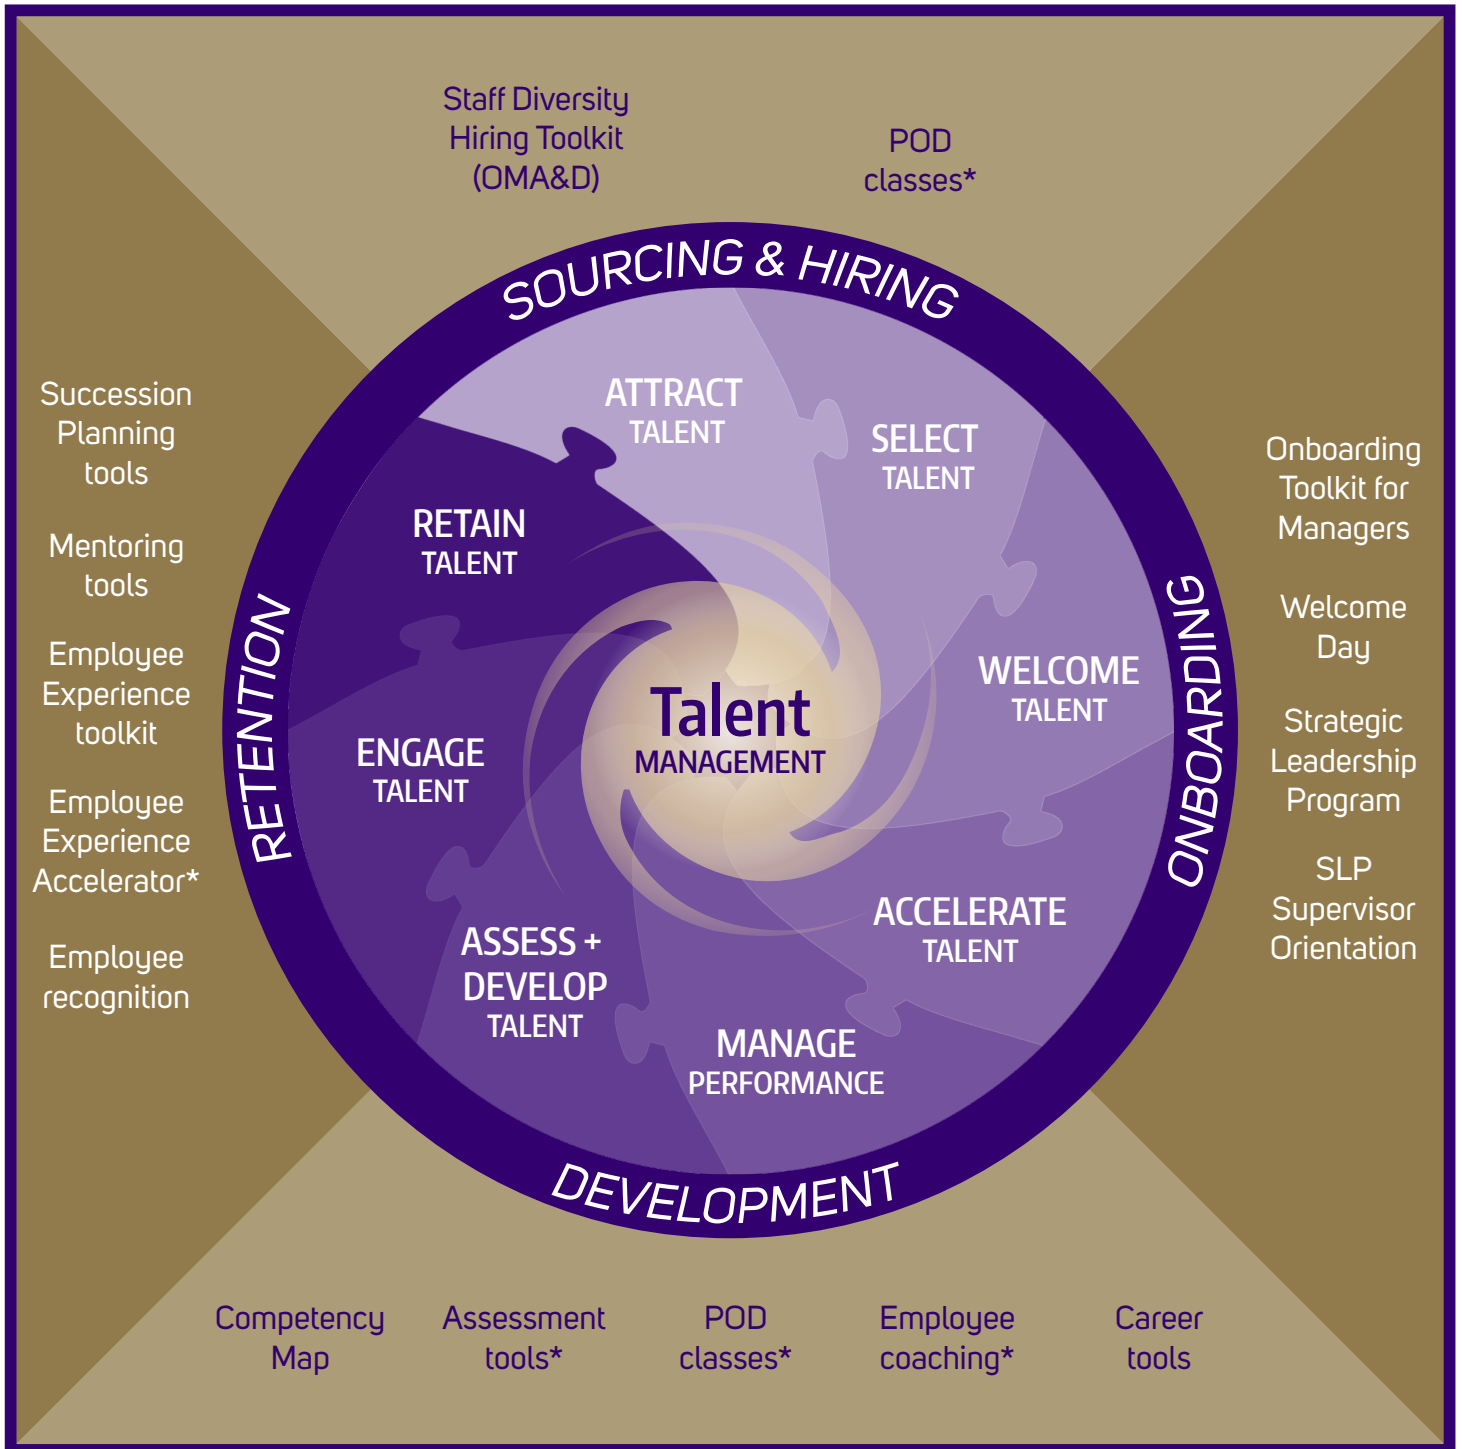 Staff Diversity
Hiring Toolkit
(OMA&D)
POD
classes*
SOURCING & HIRING
ATTRACT
TALENT
SELECT
TALENT
WELCOME
TALENT
ACCELERATE
TALENT
MANAGE
PERFORMANCE
ASSESS +
DEVELOP
TALENT
ENGAGE
TALENT
RETAIN
TALENT
Talent
MANAGEMENT
ONBOARDING
Onboarding
Toolkit for
Managers
Welcome
Day
Strategic
Leadership
Program
SLP
Supervisor
Orientation
DEVELOPMENT
Competency
Map
Assessment
tools*
POD
classes*
Employee
coaching*
Career
tools
RETENTION
Succession
Planning
tools
Mentoring
tools
Employee
Experience
toolkit
Employee
Experience
Accelerator*
Employee
recognition